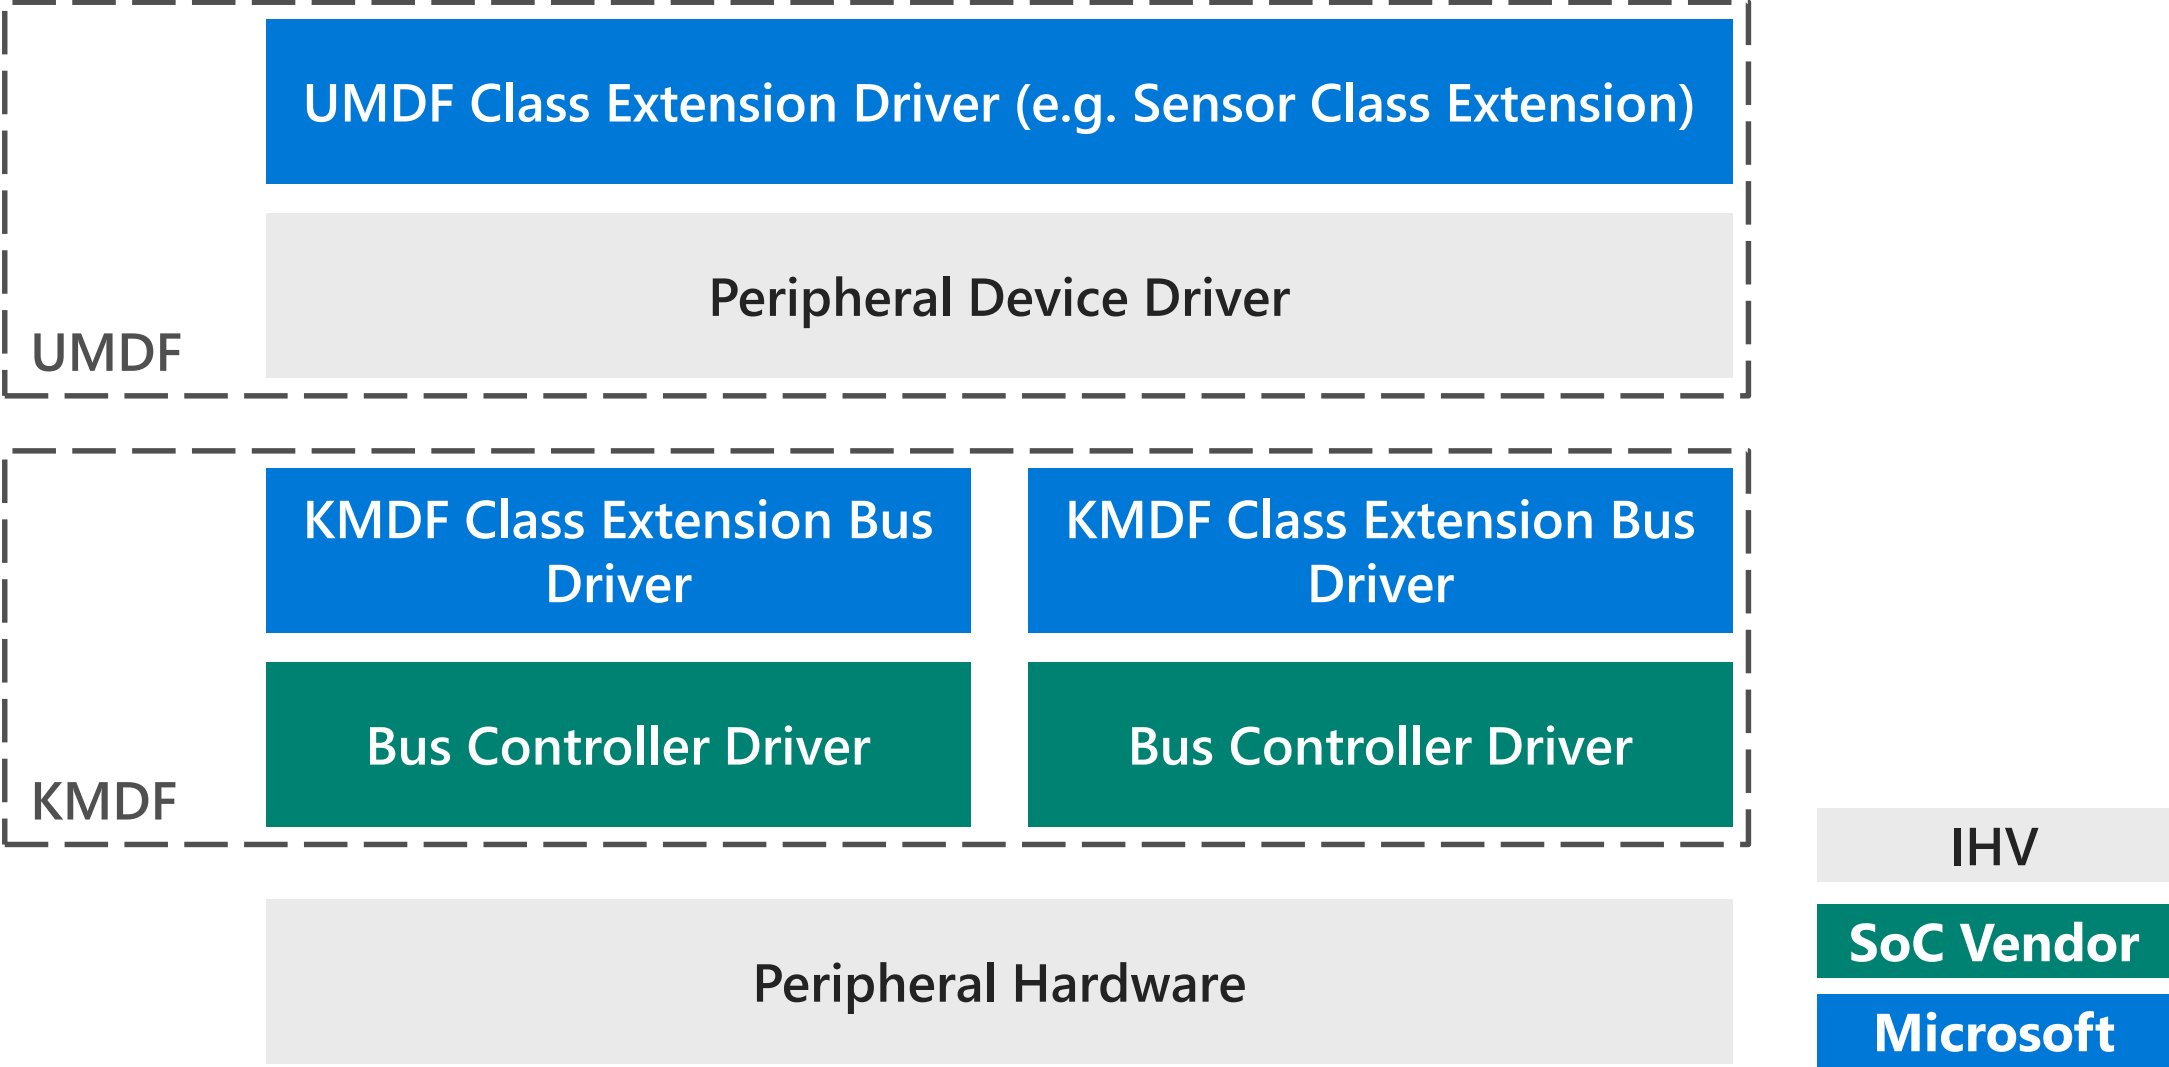 UMDF Class Extension Driver (e.g. Sensor Class Extension)
Peripheral Device Driver
UMDF
KMDF Class Extension Bus
Driver
KMDF Class Extension Bus
Driver
Bus Controller Driver
Bus Controller Driver
KMDF
Peripheral Hardware
IHV
SoC Vendor
Microsoft